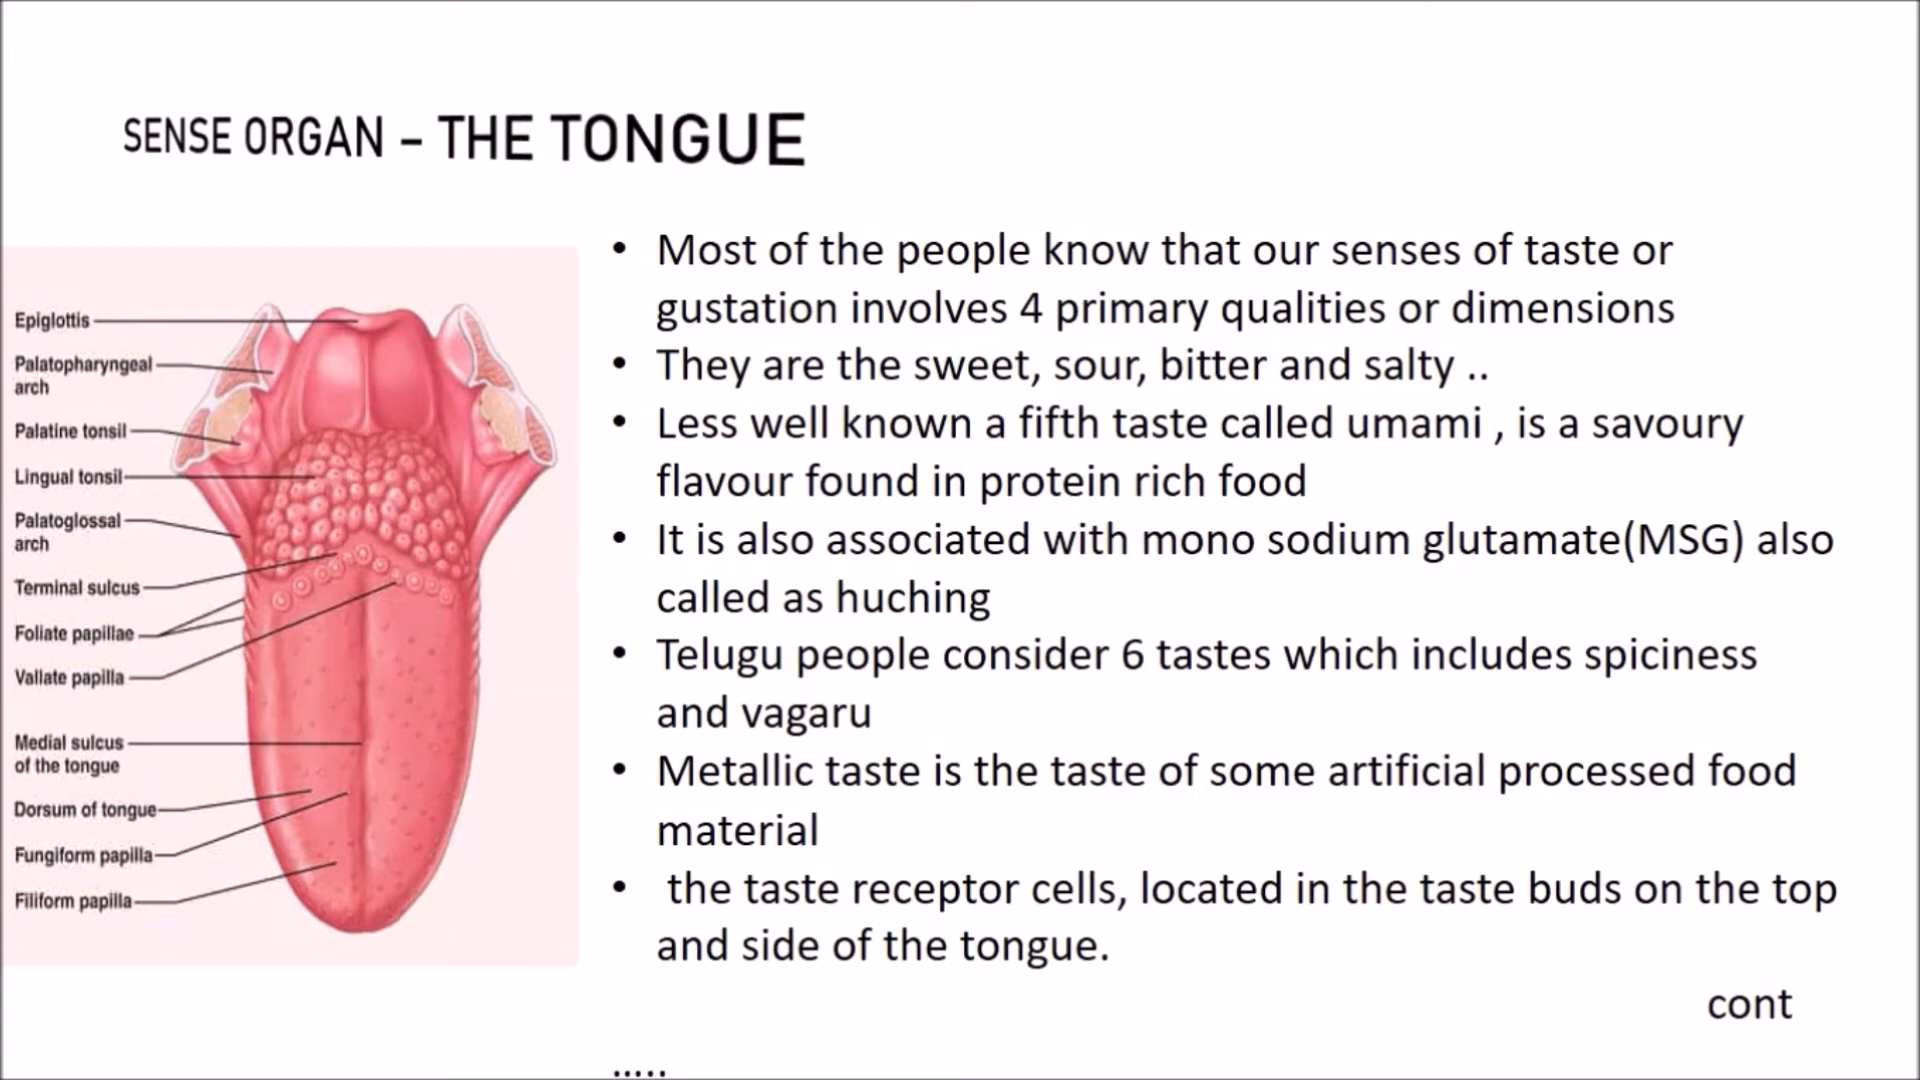 SENSE ORGAN – THE TONGUE
Epiglottis
Palatopharyngeal
arch
Palatine tonsil
Lingual tonsil
Palatoglossal
arch
Terminal sulcus
Foliate papillae
Vallate papilla
Medial sulcus
of the tongue
Dorsum of tongue
Fungiform papilla
Filiform papilla
• Most of the people know that our senses of taste or
gustation involves 4 primary qualities or dimensions
• They are the sweet, sour, bitter and salty ..
• Less well known a fifth taste called umami , is a savoury
flavour found in protein rich food
• It is also associated with mono sodium glutamate(MSG) also
called as huching
• Telugu people consider 6 tastes which includes spiciness
and vagaru
• Metallic taste is the taste of some artificial processed food
material
• the taste receptor cells, located in the taste buds on the top
and side of the tongue.
cont
.....